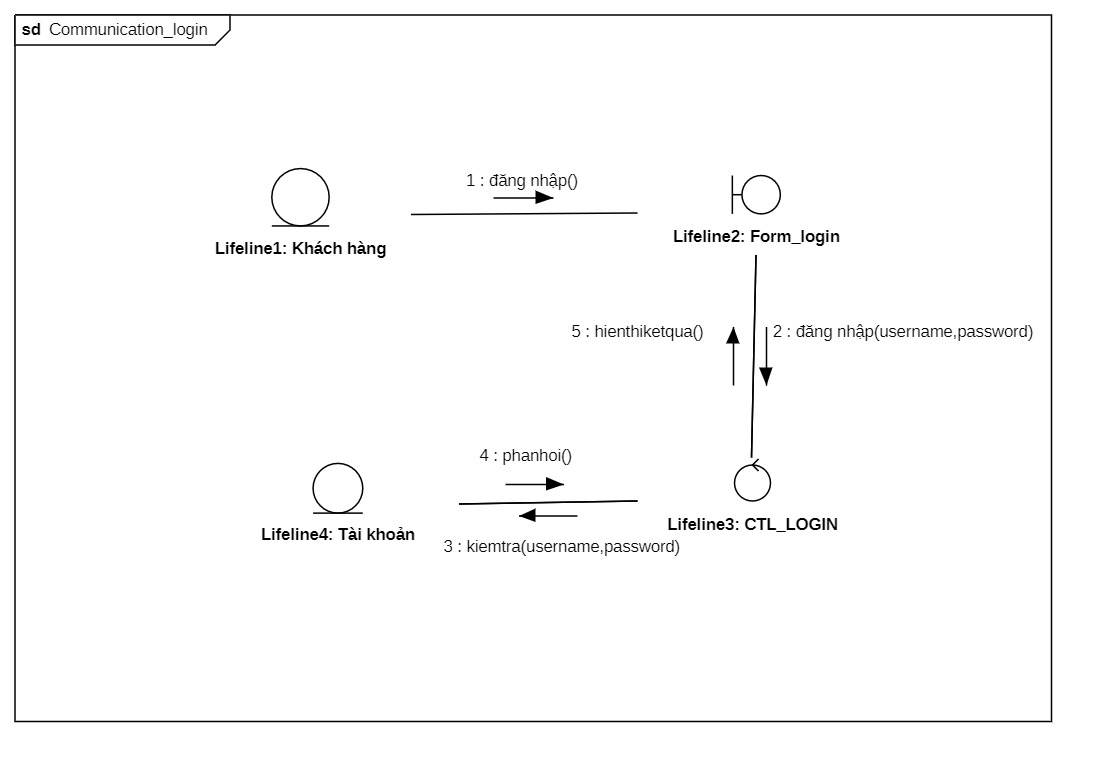 sd Communication_login
1 : đăng nhập()
Lifeline1: Khách hàng
Lifeline2: Form_login
5 : hienthiketqua()
2 : đăng nhập(username,password)
4 : phanhoi()
Lifeline4: Tài khoản
Lifeline3: CTL_LOGIN
3 : kiemtra(username,password)